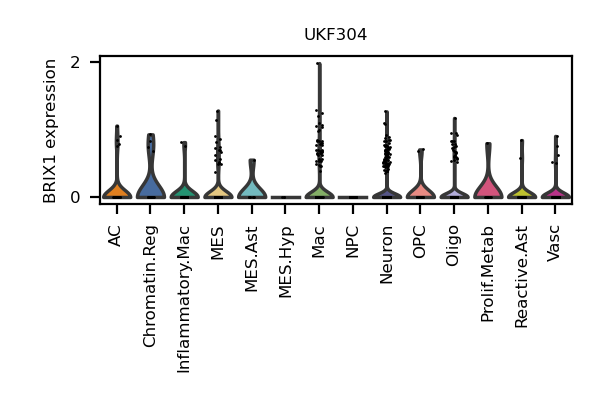 UKF304
BRIX1 expression
2
0
AC
Chromatin.Reg
Inflammatory.Mac
MES
MES.Ast
MES.Hyp
Mac
NPC
Neuron
OPC
Oligo
Prolif.Metab
Reactive.Ast
Vasc